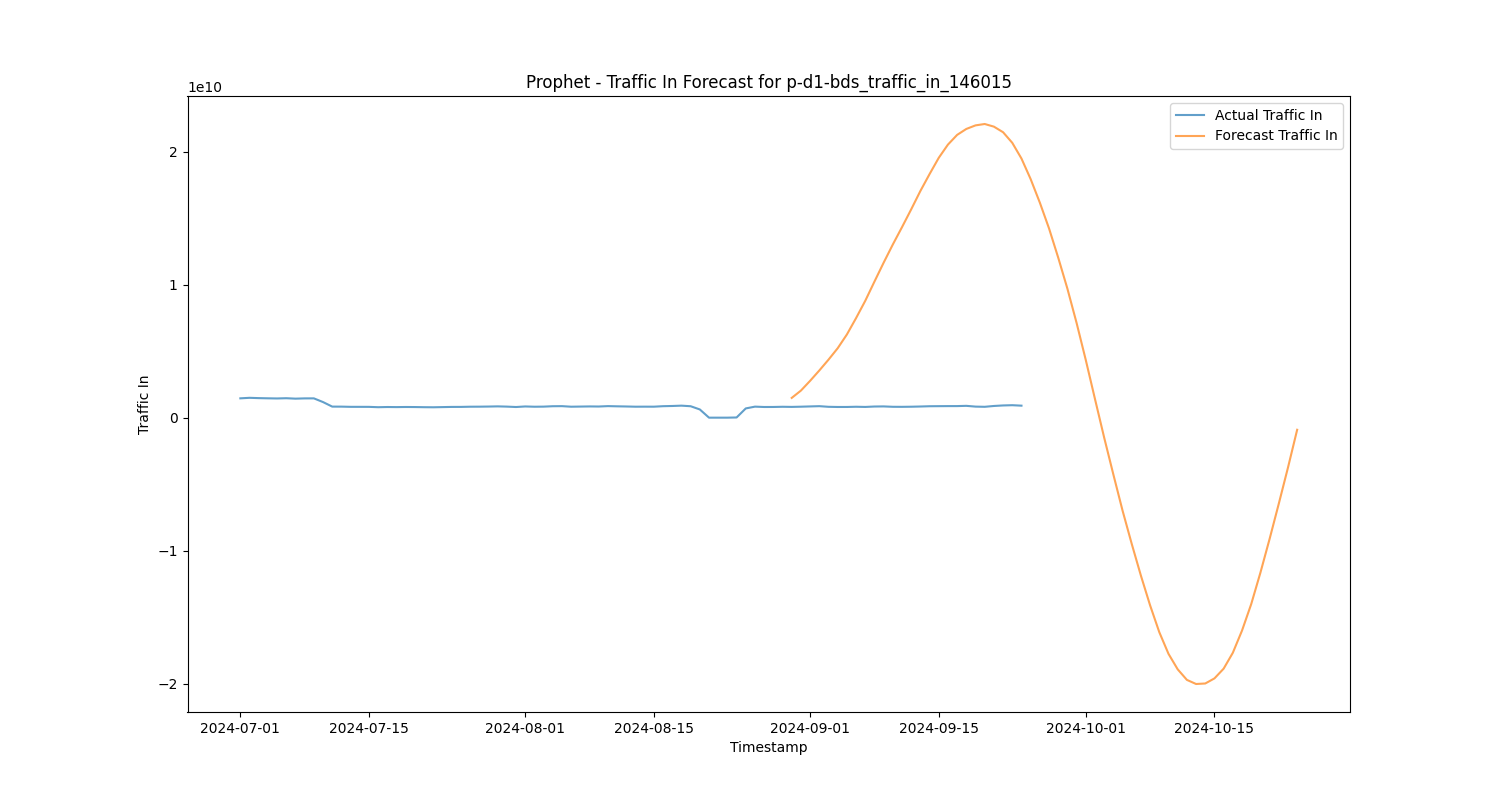 Prophet - Traffic In Forecast for p-d1-bds_traffic_in_146015
1e10
Actual Traffic In
Forecast Traffic In
2
1
0
−1
−2
Traffic In
2024-07-01 2024-07-15 2024-08-01 2024-08-15 2024-09-01 2024-09-15 2024-10-01 2024-10-15
Timestamp